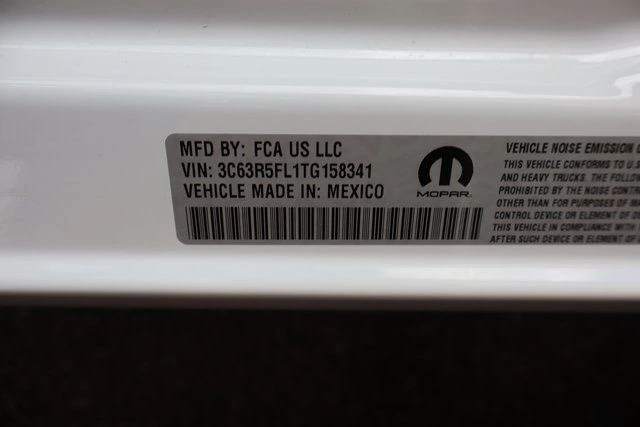 MFD BY: FCA US LLC
VIN: 3C63R5FL1TG158341
VEHICLE MADE IN: MEXICO
MOPAR
VEHICLE NOISE EMISSION
THIS VEHICLE CONFORMS TO U.S
AND HEAVY TRUCKS. THE FOLLOW
PROHIBITED BY THE NOISE CONTR
OTHER THAN FOR PURPOSES OF MA
CONTROL DEVICE OR ELEMENT OF DE
THIS VEHICLE IN COMPLIANCE WITH
AFTER SUCH DEVICE OR ELEMENT OF